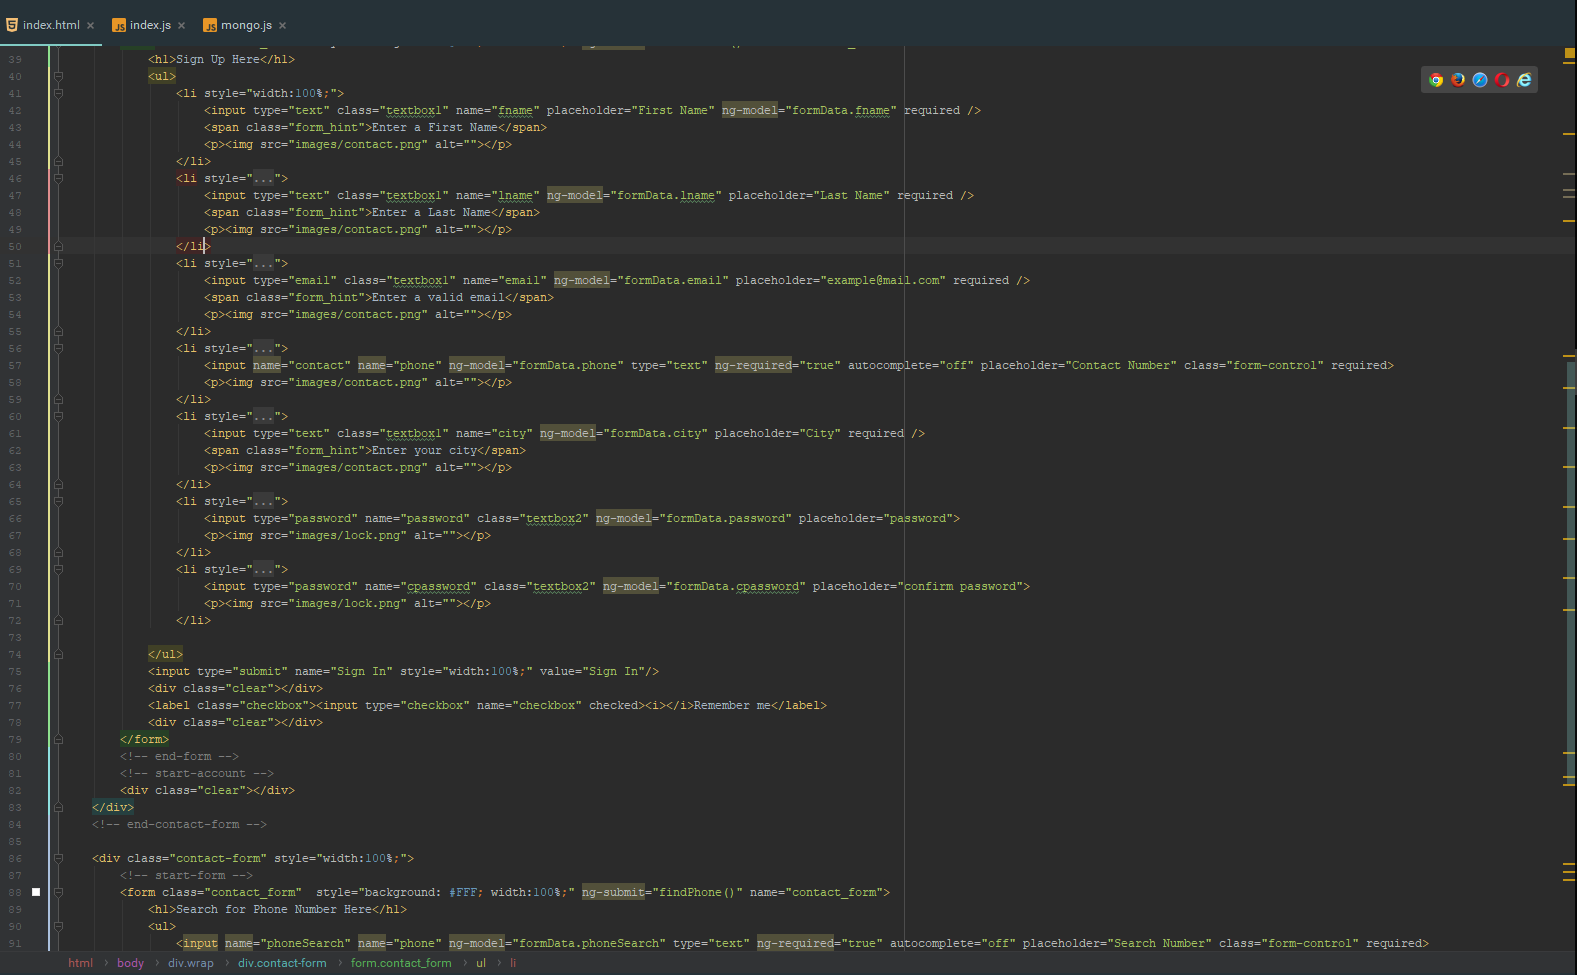 index.html × index.js × mongo.js ×
39 <h1>Sign Up Here</h1>
40 <ul>
41 <li style="width:100%;">
42 <input type="text" class="textbox1" name="fname" placeholder="First Name" ng-model="formData.fname" required />
43 <span class="form_hint">Enter a First Name</span>
44 <p><img src="images/contact.png" alt=""></p>
45 </li>
46 <li style="...">
47 <input type="text" class="textbox1" name="lname" ng-model="formData.lname" placeholder="Last Name" required />
48 <span class="form_hint">Enter a Last Name</span>
49 <p><img src="images/contact.png" alt=""></p>
50 </li>
51 <li style="...">
52 <input type="email" class="textbox1" name="email" ng-model="formData.email" placeholder="example@mail.com" required />
53 <span class="form_hint">Enter a valid email</span>
54 <p><img src="images/contact.png" alt=""></p>
55 </li>
56 <li style="...">
57 <input name="contact" name="phone" ng-model="formData.phone" type="text" ng-required="true" autocomplete="off" placeholder="Contact Number" class="form-control" required>
58 <p><img src="images/contact.png" alt=""></p>
59 </li>
60 <li style="...">
61 <input type="text" class="textbox1" name="city" ng-model="formData.city" placeholder="City" required />
62 <span class="form_hint">Enter your city</span>
63 <p><img src="images/contact.png" alt=""></p>
64 </li>
65 <li style="...">
66 <input type="password" name="password" class="textbox2" ng-model="formData.password" placeholder="password">
67 <p><img src="images/lock.png" alt=""></p>
68 </li>
69 <li style="...">
70 <input type="password" name="cpassword" class="textbox2" ng-model="formData.cpassword" placeholder="confirm password">
71 <p><img src="images/lock.png" alt=""></p>
72 </li>
73
74 </ul>
75 <input type="submit" name="Sign In" style="width:100%;" value="Sign In"/>
76 <div class="clear"></div>
77 <label class="checkbox"><input type="checkbox" name="checkbox" checked><i></i>Remember me</label>
78 <div class="clear"></div>
79 </form>
80 <!-- end-form -->
81 <!-- start-account -->
82 <div class="clear"></div>
83 </div>
84 <!-- end-contact-form -->
85
86 <div class="contact-form" style="width:100%;">
87 <!-- start-form -->
88 <form class="contact_form"  style="background: #FFF; width:100%;" ng-submit="findPhone()" name="contact_form">
89 <h1>Search for Phone Number Here</h1>
90 <ul>
91 <input name="phoneSearch" name="phone" ng-model="formData.phoneSearch" type="text" ng-required="true" autocomplete="off" placeholder="Search Number" class="form-control" required>
html › body › div.wrap › div.contact-form › form.contact_form › ul › li